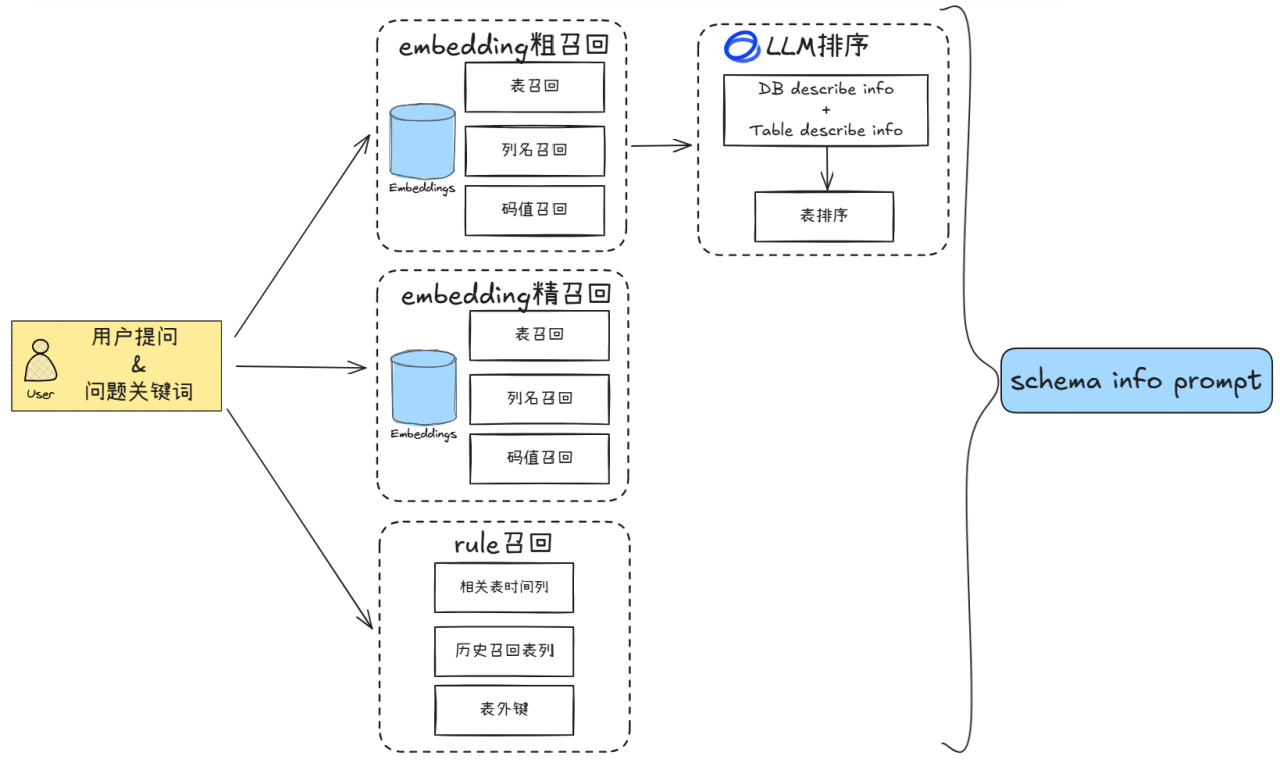 用户提问
&
问题关键词
User
embedding粗召回
表召回
列名召回
码值召回
Embeddings
LLM排序
DB describe info
+
Table describe info
表排序
embedding精召回
表召回
列名召回
码值召回
Embeddings
rule召回
相关表时间列
历史召回表列
表外键
schema info prompt